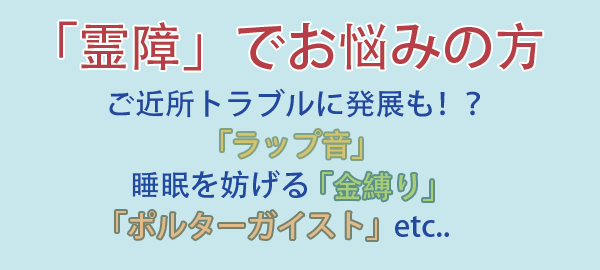 「霊障」でお悩みの方
ご近所トラブルに発展も！？
「ラップ音」
睡眠を妨げる「金縛り」
「ポルターガイスト」etc..